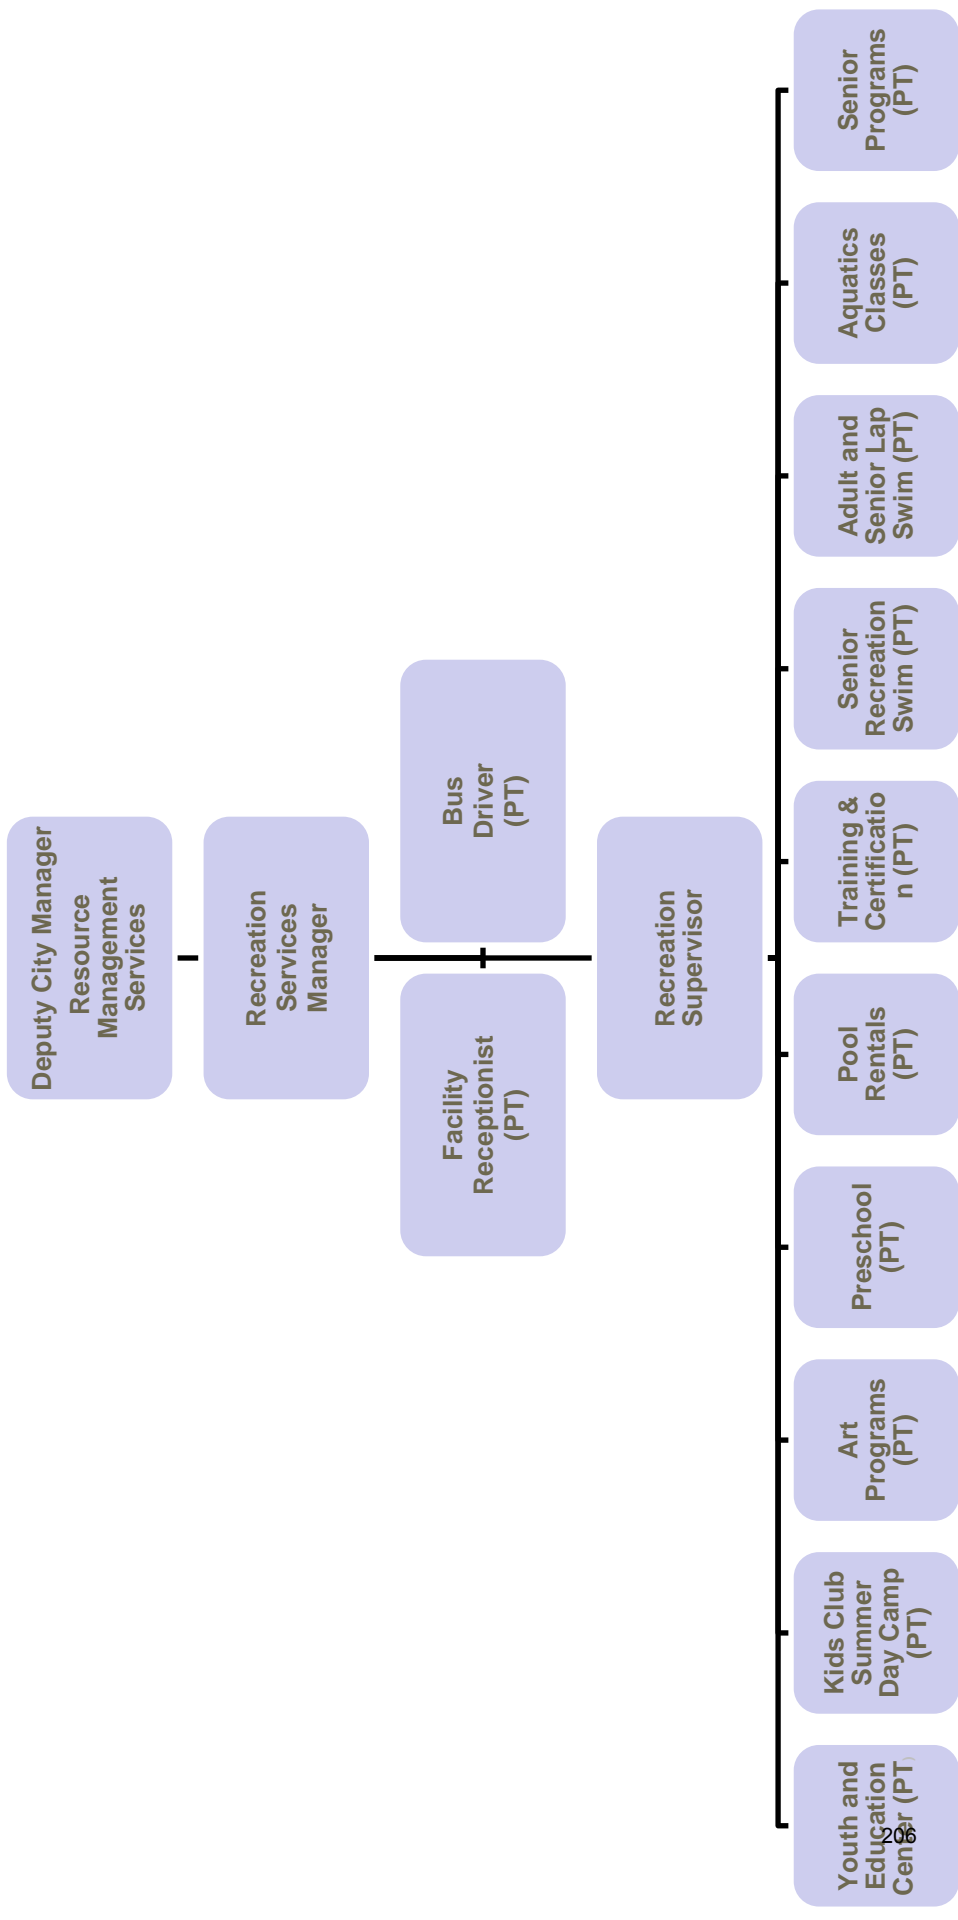 Deputy City Manager
Resource
Management
Services
Recreation
Services
Manager
Facility
Receptionist
(PT)
Bus
Driver
(PT)
Recreation
Supervisor
Youth and
Education
Center (PT)
Kids Club
Summer
Day Camp
(PT)
Art
Programs
(PT)
Preschool
(PT)
Pool
Rentals
(PT)
Training &
Certificatio
n (PT)
Senior
Recreation
Swim (PT)
Adult and
Senior Lap
Swim (PT)
Aquatics
Classes
(PT)
Senior
Programs
(PT)
206